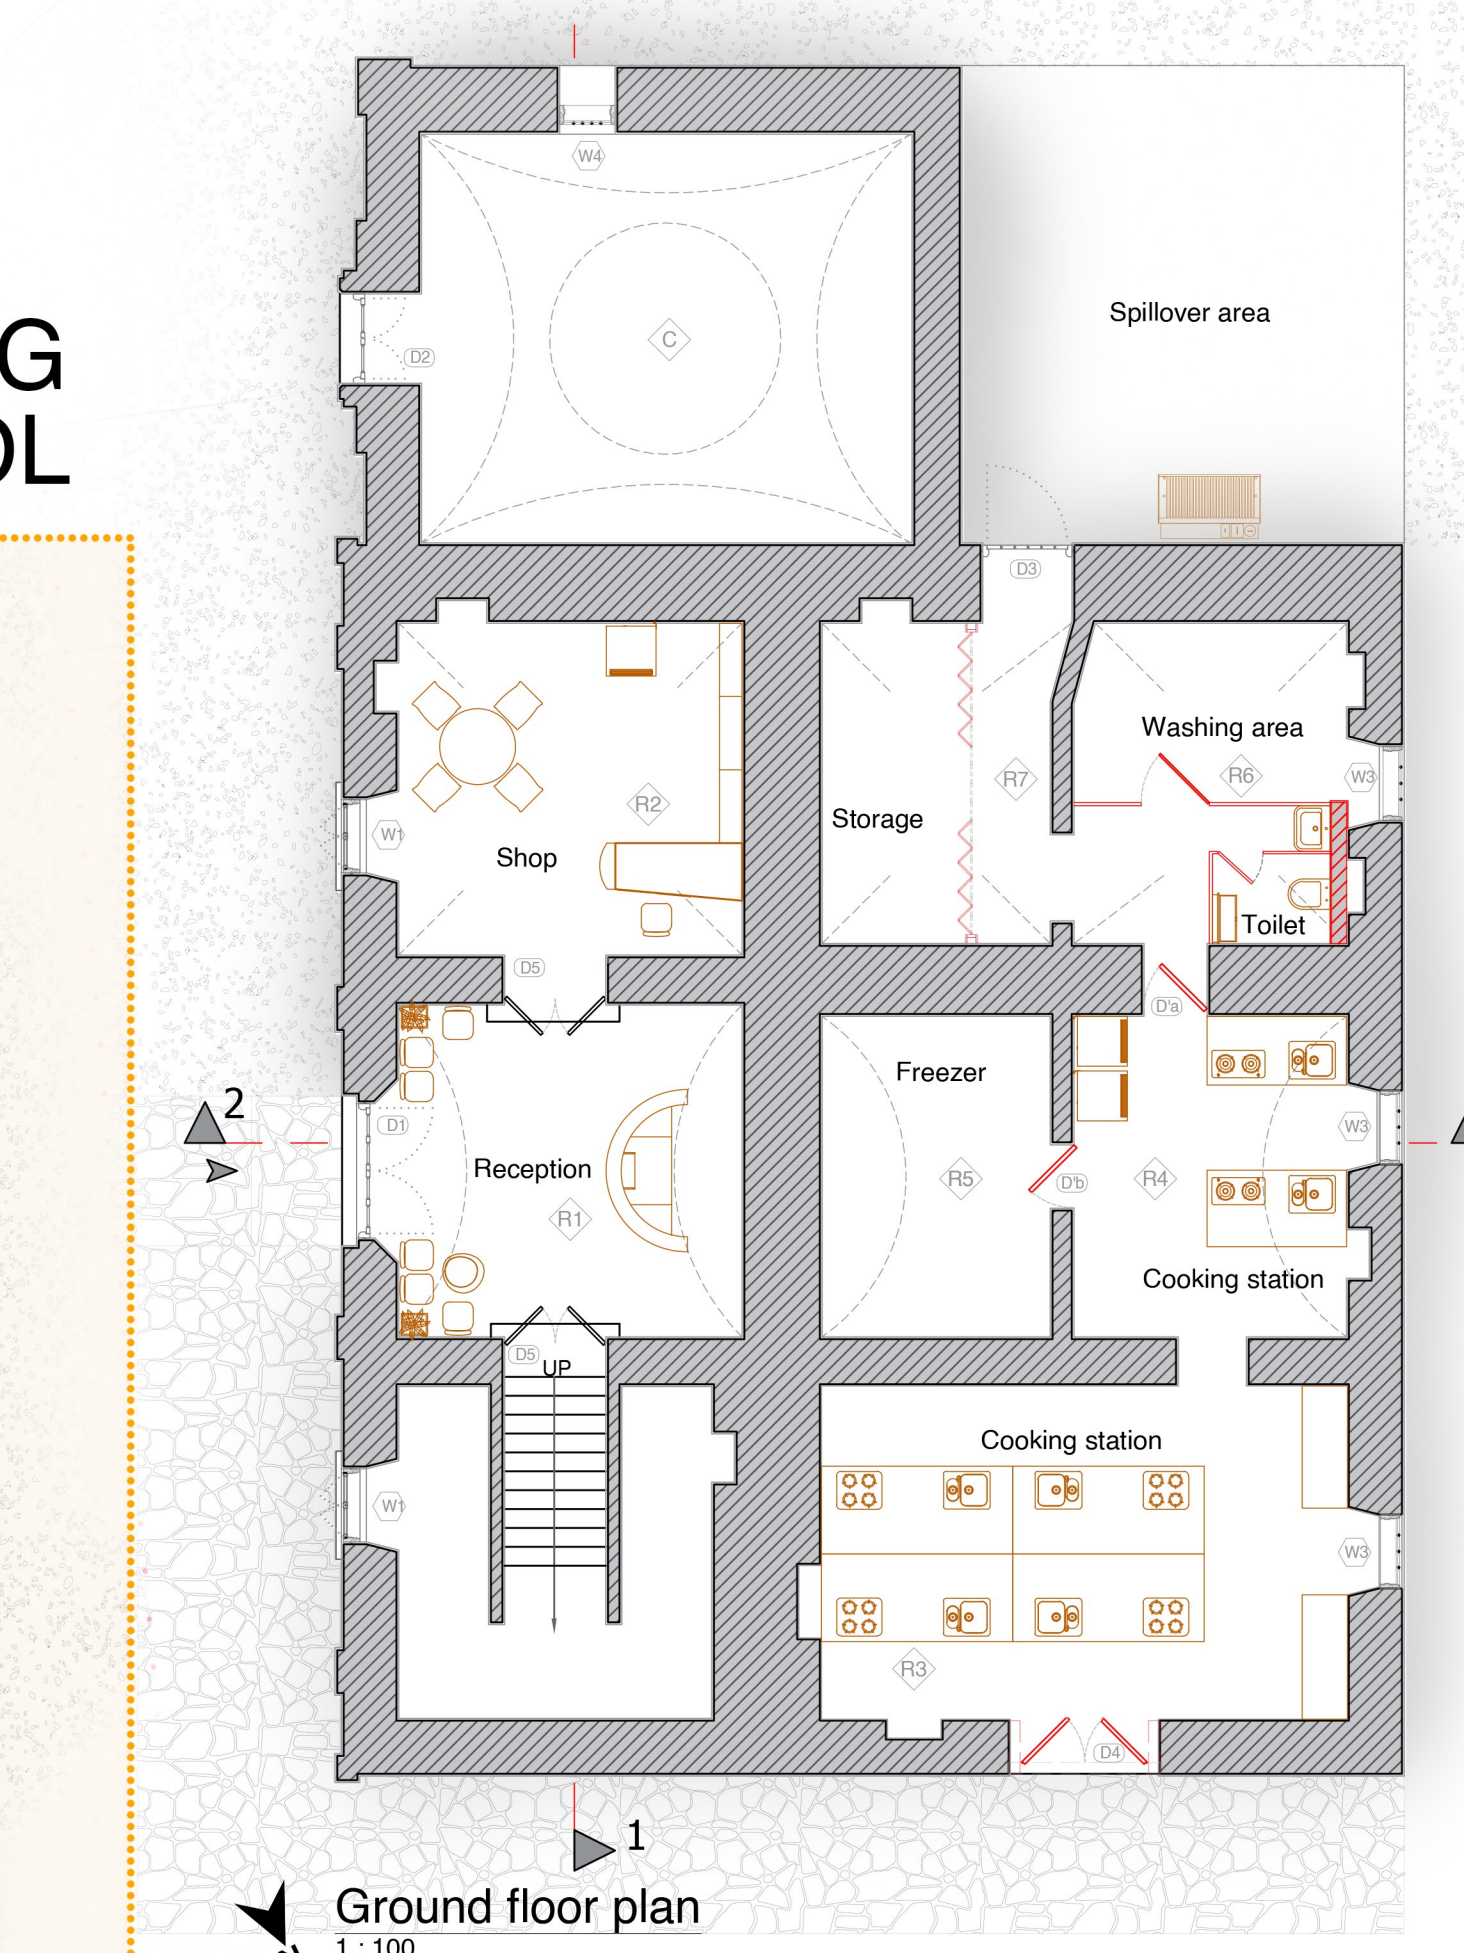 G
OL
W4
Spillover area
C
D2
D3
Washing area
R6
W3
R7
R2
Storage
W1
Shop
Toilet
D5
D'a
Freezer
2
D1
W3
Reception
R5
D'b
R4
R1
Cooking station
D5
UP
Cooking station
W1
W3
R3
D4
1
Ground floor plan
1 : 100